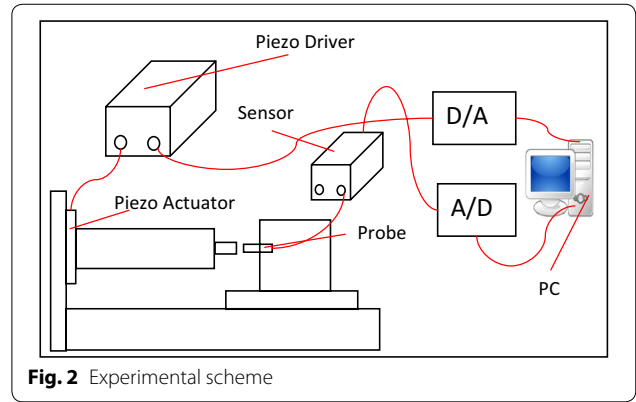 Piezo Driver
Sensor
D/A
Piezo Actuator
A/D
Probe
PC
Fig. 2 Experimental scheme